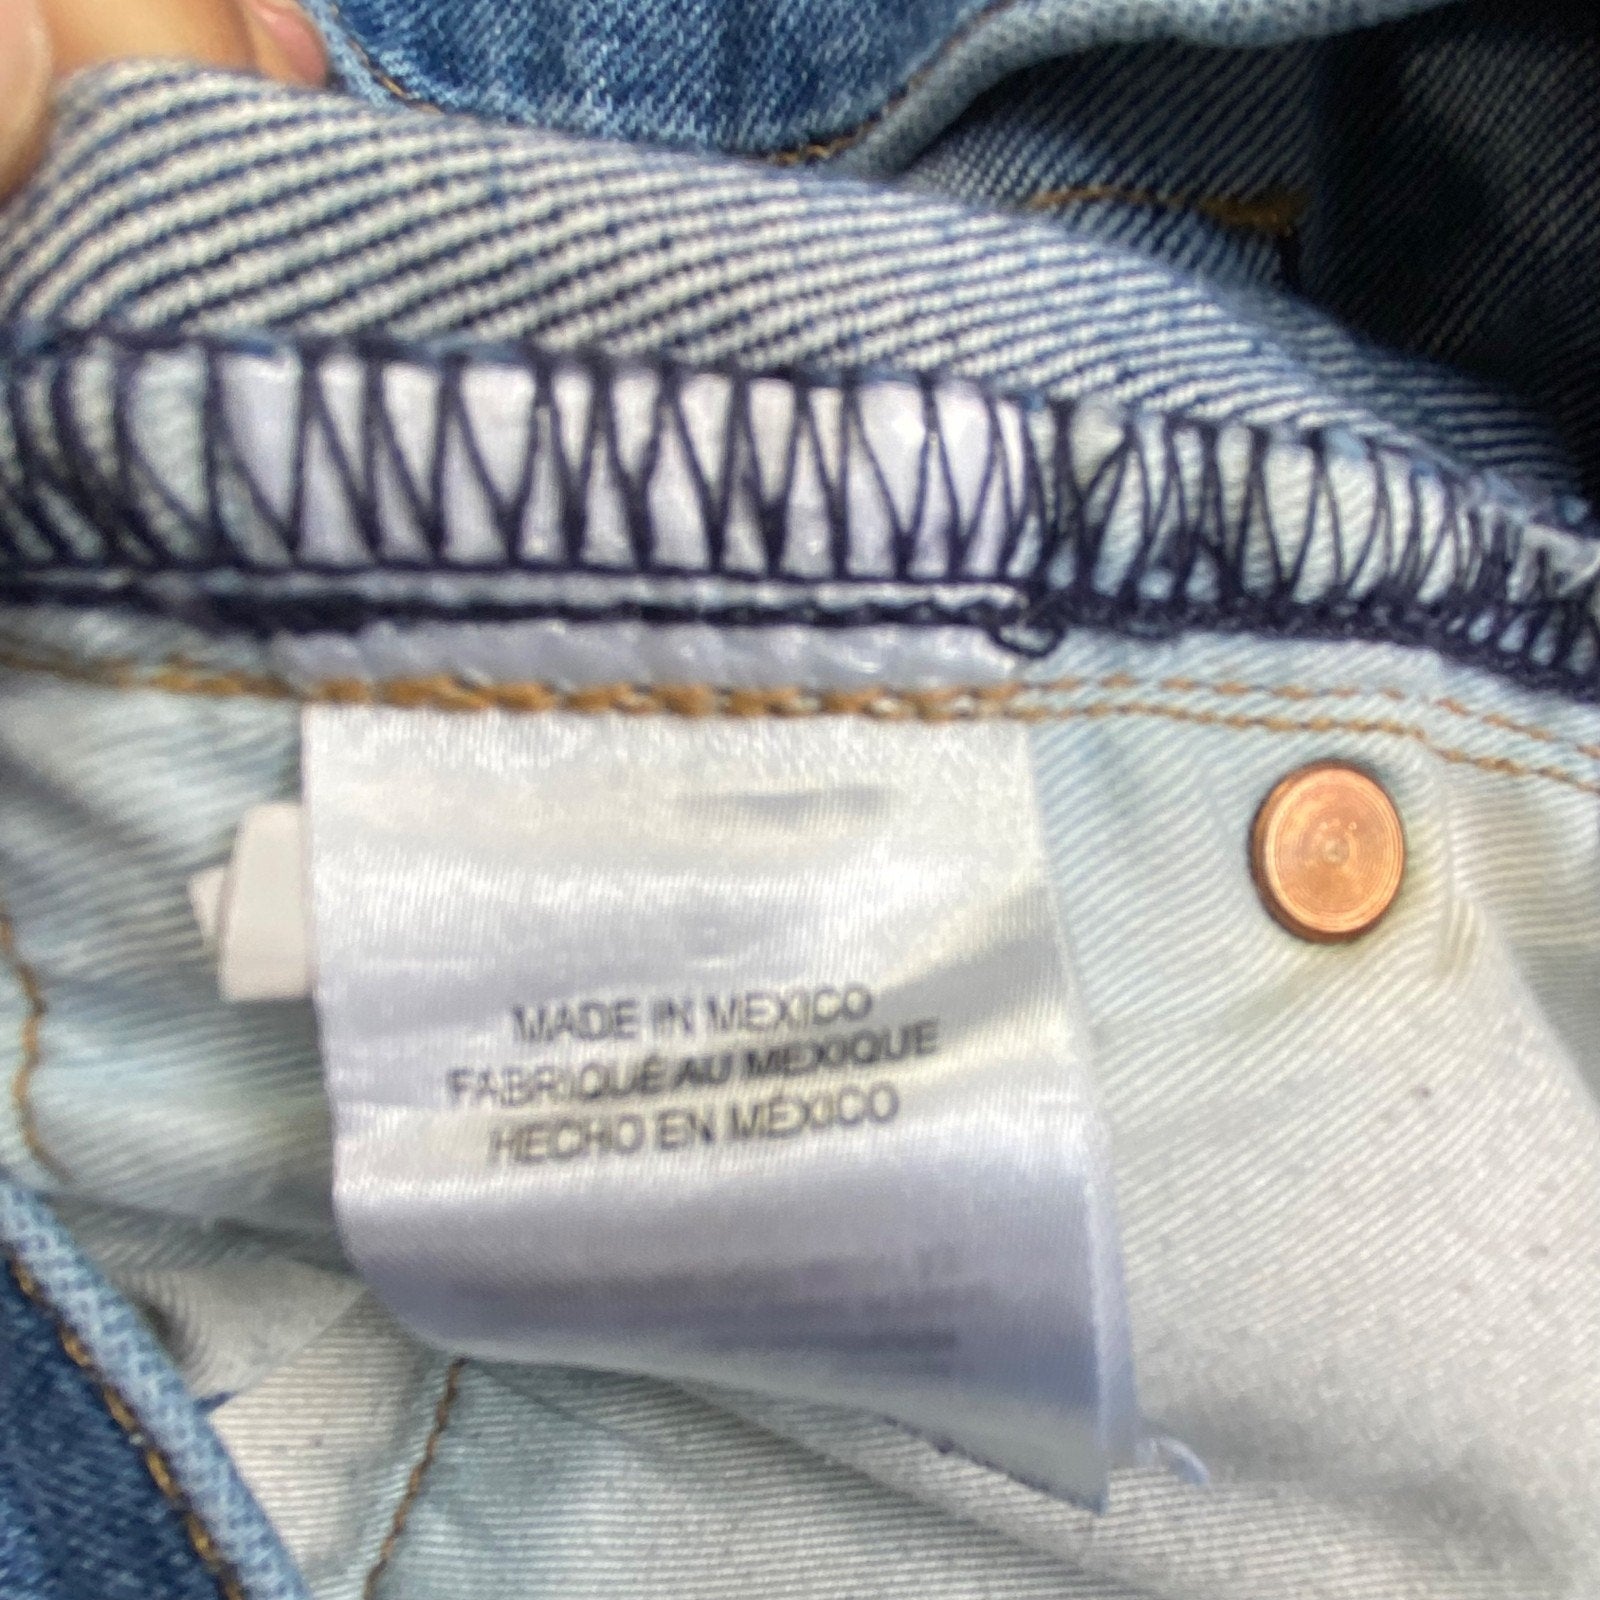 MADE IN MEXICO
FABRIQUÉ AU MEXIQUE
HECHO EN MÉXICO